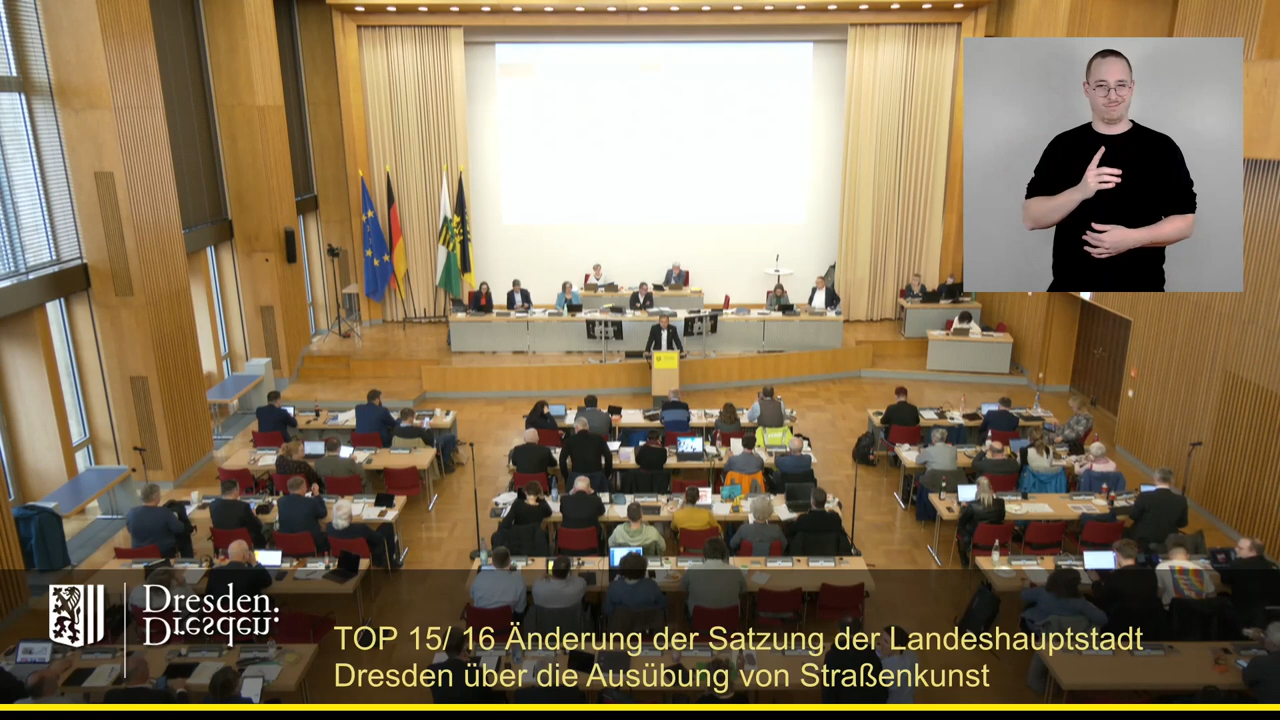 Dresden.
Dresden.
TOP 15/ 16 Änderung der Satzung der Landeshauptstadt
Dresden über die Ausübung von Straßenkunst